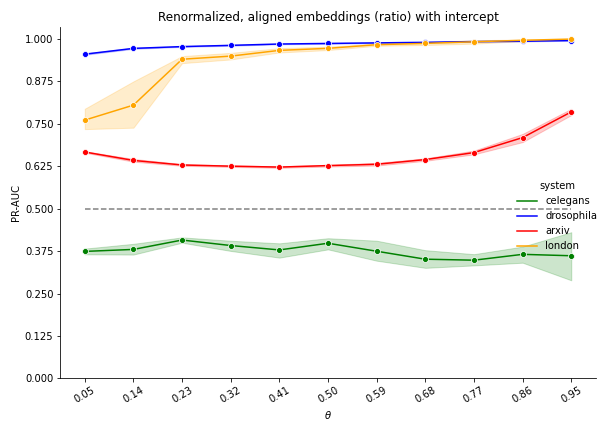 Renormalized, aligned embeddings (ratio) with intercept
PR-AUC
1.000
0.875
0.750
0.625
0.500
0.375
0.250
0.125
0.000
system
celegans
drosophila
arxiv
london
0.05 0.14 0.23 0.32 0.41 0.50 0.59 0.68 0.77 0.86 0.95
θ